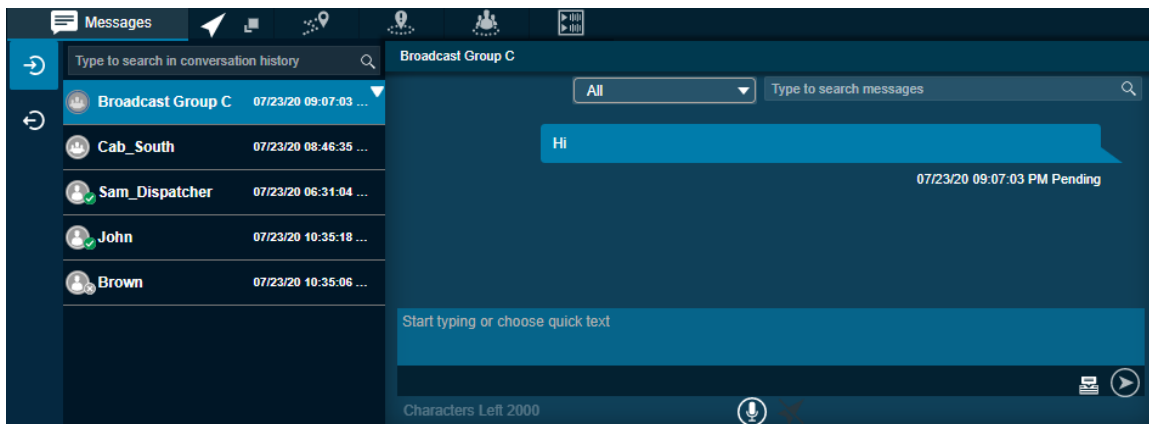 Messages
Type to search in conversation history
Broadcast Group C 07/23/20 09:07:03 ...
Cab_South 07/23/20 08:46:35 ...
Sam_Dispatcher 07/23/20 06:31:04 ...
John 07/23/20 10:35:18 ...
Brown 07/23/20 10:35:06 ...
Broadcast Group C
All Type to search messages
Hi
07/23/20 09:07:03 PM Pending
Start typing or choose quick text
Characters Left 2000